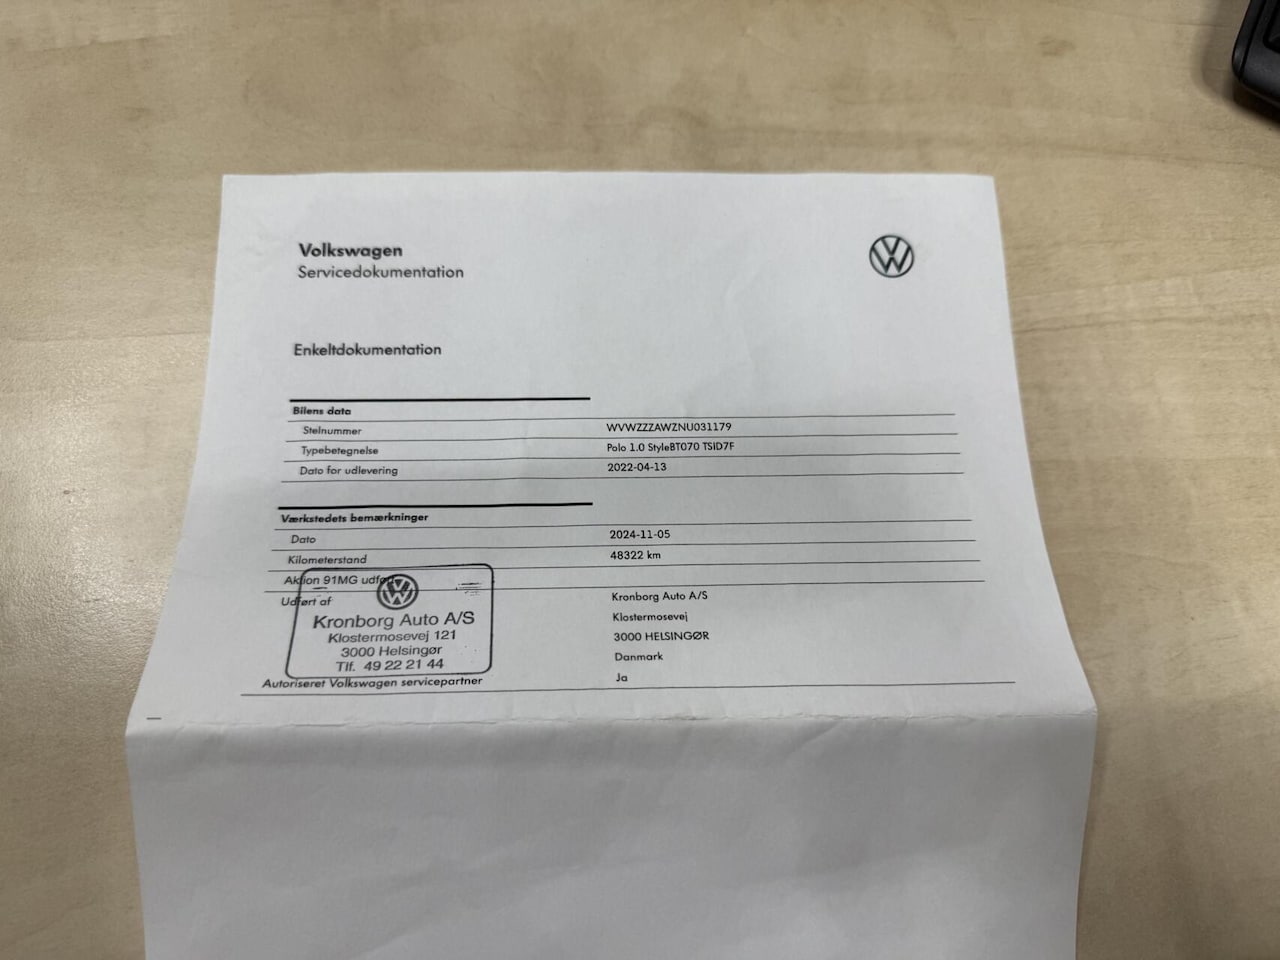 Volkswagen
Servicedokumentation
Enkeltdokumentation
Bilens data
Stelnummer WVWZZZAWZNU031179
Typebetegnelse Polo 1.0 StyleBT070 TSID7F
Dato for udlevering 2022-04-13
Værkstedets bemærkninger
Dato 2024-11-05
Kilometerstand 48322 km
Aktion 91MG udført
Udført af Kronborg Auto A/S
Klostermosevej
3000 HELSINGØR
Danmark
Kronborg Auto A/S
Klostermosevej 121
3000 Helsingør
Tlf. 49 22 21 44
Autoriseret Volkswagen servicepartner Ja